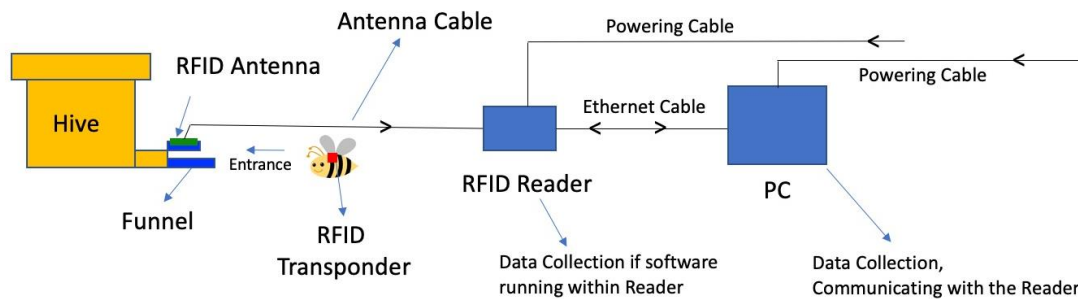 Antenna Cable
Powering Cable
RFID Antenna
Powering Cable
Hive
Ethernet Cable
Entrance
Funnel
RFID
Transponder
RFID Reader
PC
Data Collection if software
running within Reader
Data Collection,
Communicating with the Reader